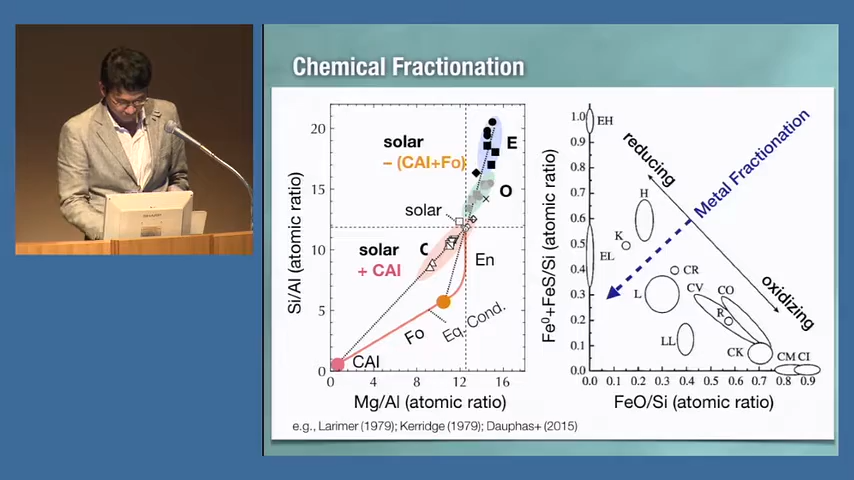 Chemical Fractionation
solar
– (CAI+Fo)
solar
solar
+ CAI
E
O
C
En
Fo
Eq. Cond.
CAI
20
15
10
5
0
0
4
8
12
16
Si/Al (atomic ratio)
Mg/Al (atomic ratio)
EH
reducing
Metal Fractionation
H
K
EL
CR
oxidizing
L
CV
CO
R
LL
CK
CM
CI
1.0
0.9
0.8
0.7
0.6
0.5
0.4
0.3
0.2
0.1
0.0
0.0
0.1
0.2
0.3
0.4
0.5
0.6
0.7
0.8
0.9
Fe⁰+FeS/Si (atomic ratio)
FeO/Si (atomic ratio)
e.g., Larimer (1979); Kerridge (1979); Dauphas+ (2015)